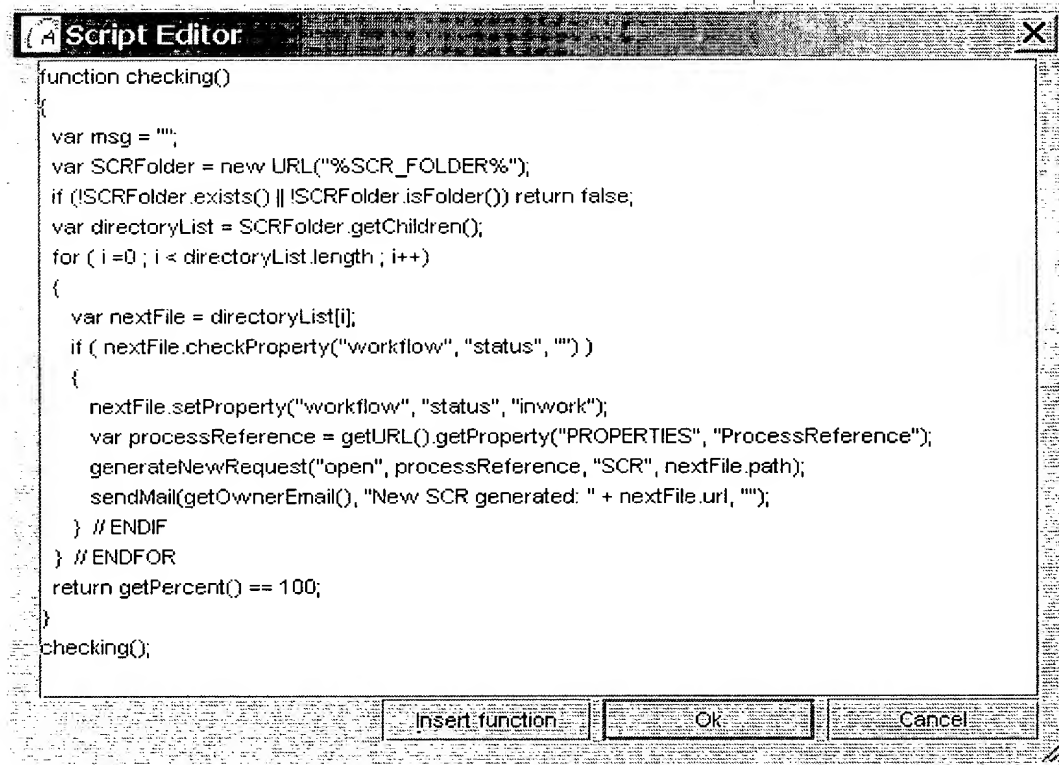 Script Editor
function checking()
{
var msg = "";
var SCRFolder = new URL("%SCR_FOLDER%");
if (!SCRFolder.exists() || !SCRFolder.isFolder()) return false;
var directoryList = SCRFolder.getChildren();
for ( i =0 ; i < directoryList.length ; i++)
{
var nextFile = directoryList[i];
if ( nextFile.checkProperty("workflow", "status", "") )
{
nextFile.setProperty("workflow", "status", "inwork");
var processReference = getURL().getProperty("PROPERTIES", "ProcessReference");
generateNewRequest("open", processReference, "SCR", nextFile.path);
sendMail(getOwnerEmail(), "New SCR generated: " + nextFile.url, "");
} // ENDIF
} // ENDFOR
return getPercent() == 100;
}
checking();
Insert function Ok Cancel